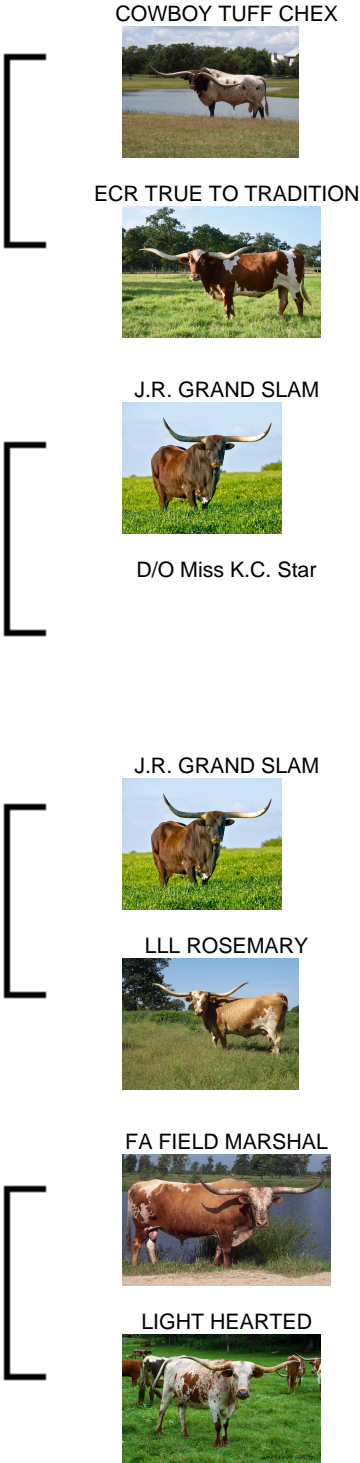 COWBOY TUFF CHEX
ECR TRUE TO TRADITION
J.R. GRAND SLAM
D/O Miss K.C. Star
J.R. GRAND SLAM
LLL ROSEMARY
FA FIELD MARSHAL
LIGHT HEARTED